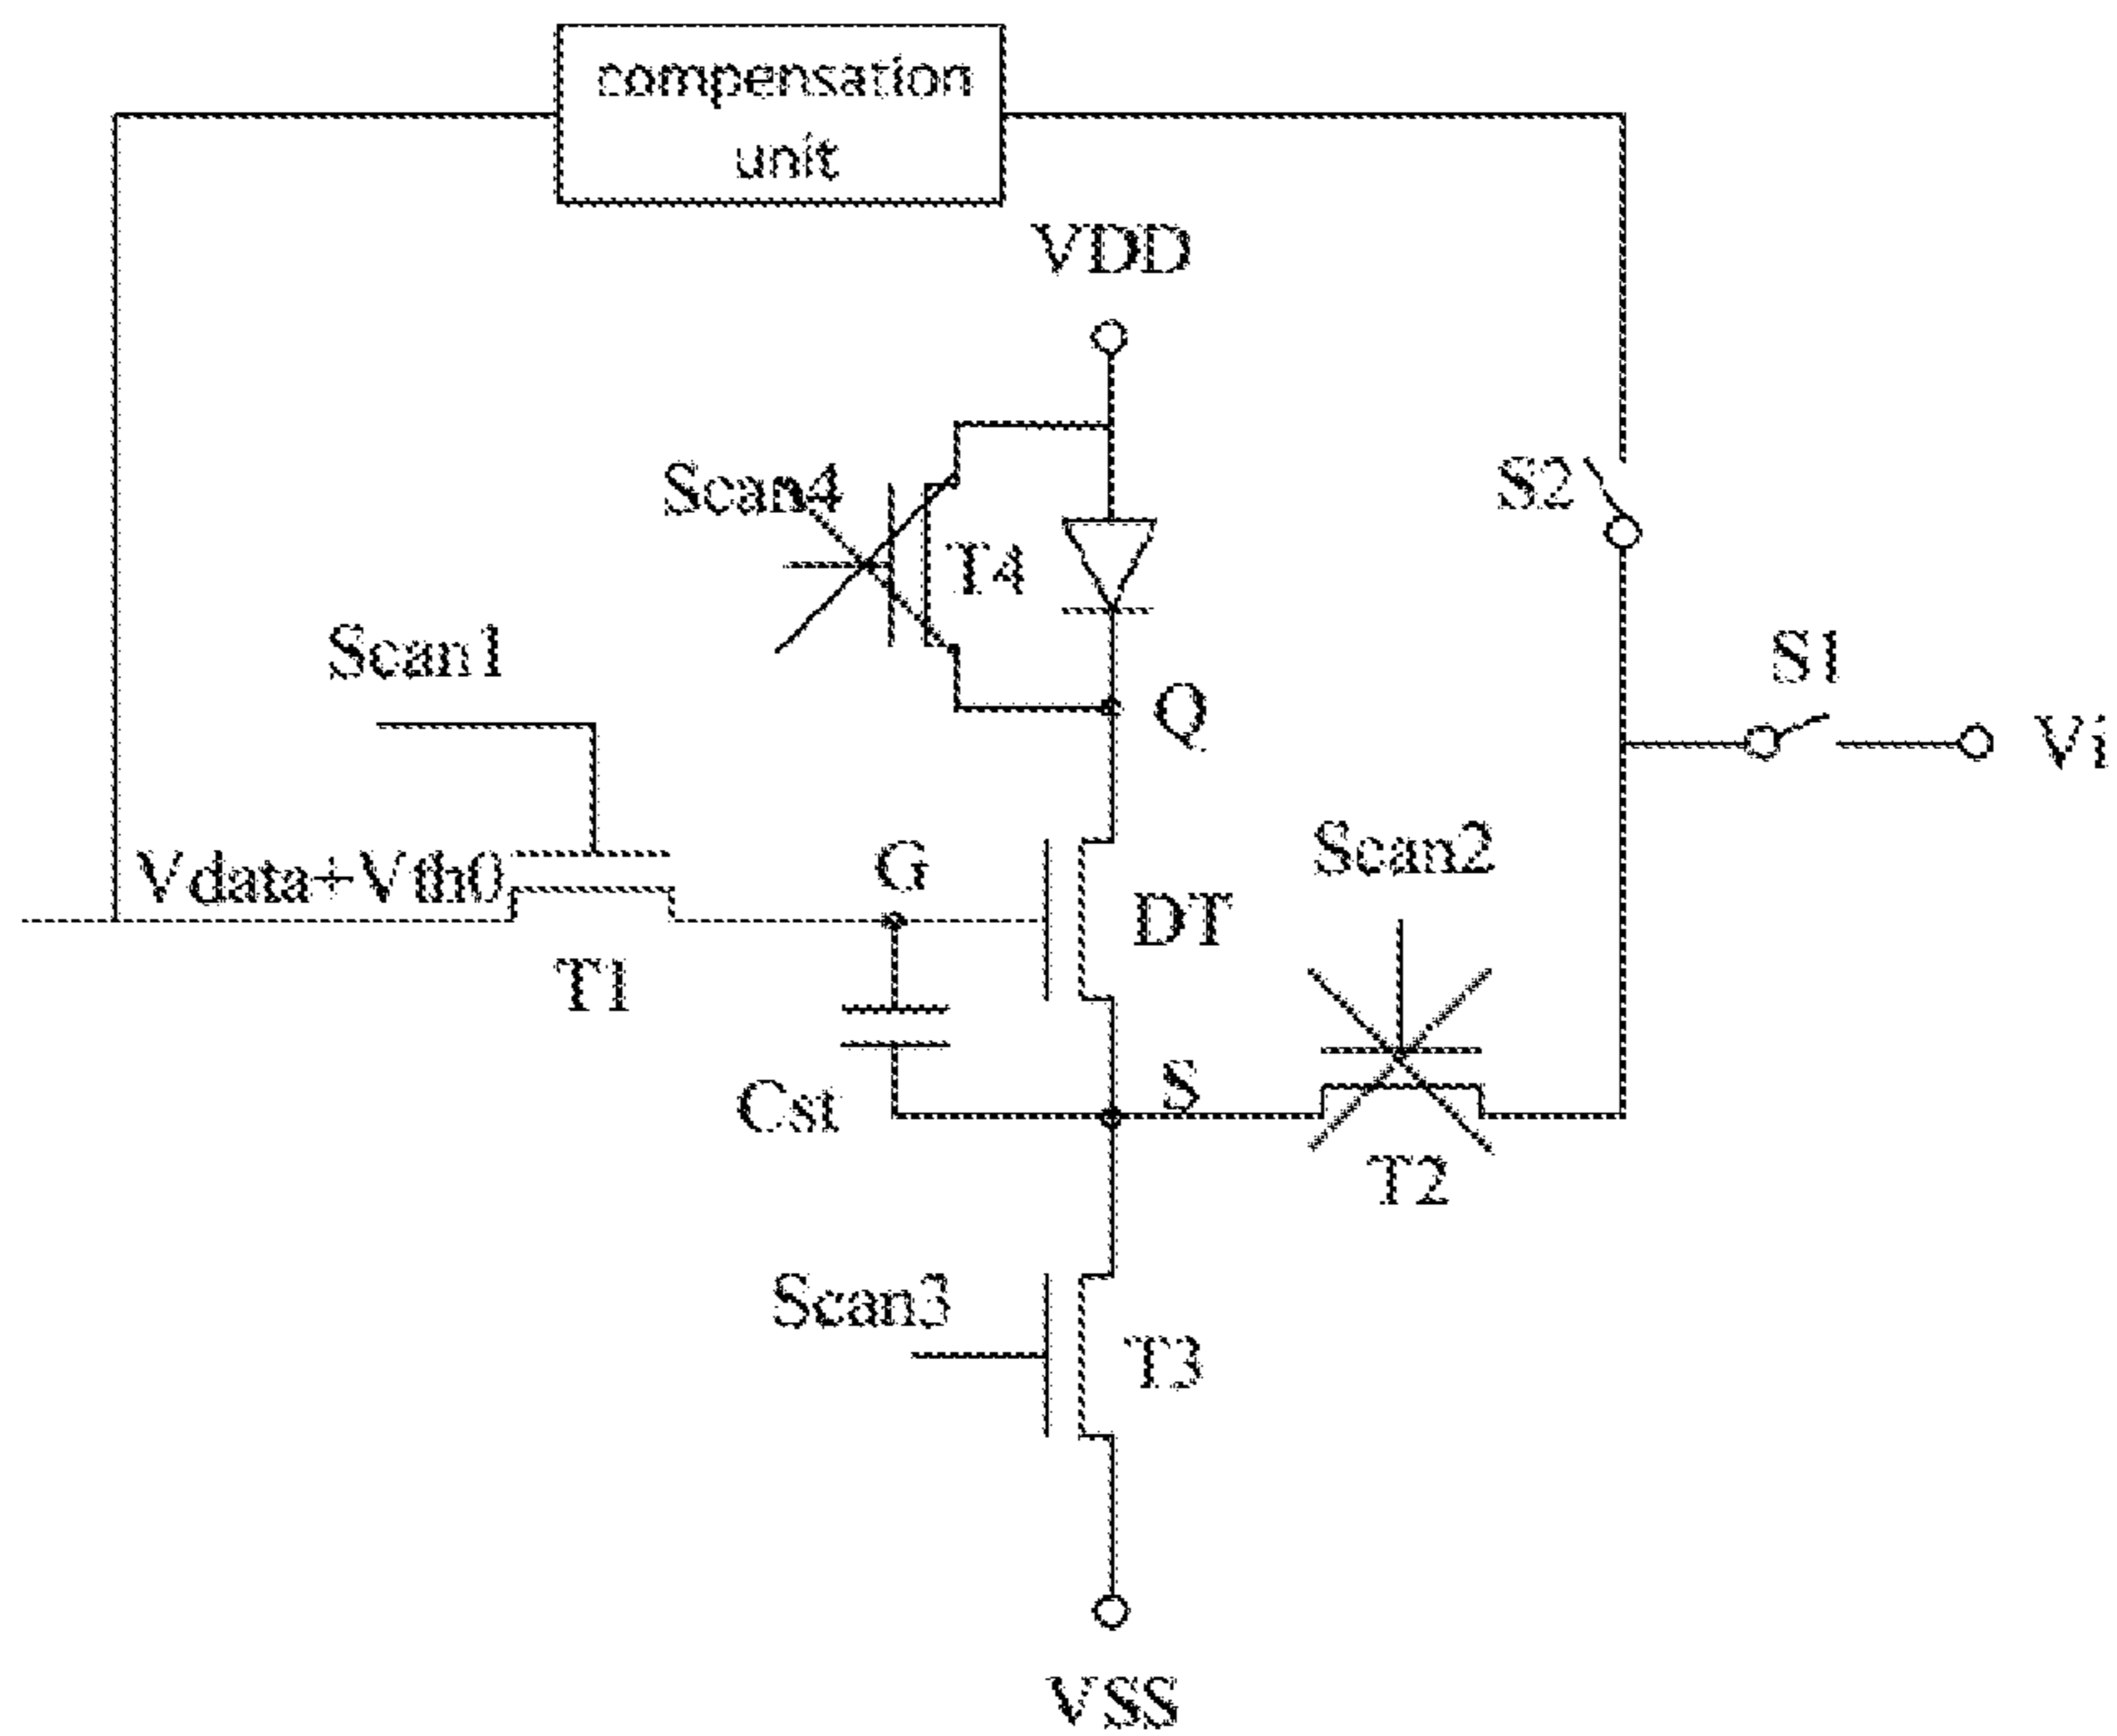 compensation
unit
VDD
Scan4
S2
T4
Scan1
S1
Q
Vi
Scan2
Vdata+Vth0
G
DT
T1
S
Cst
T2
Scan3
T3
VSS